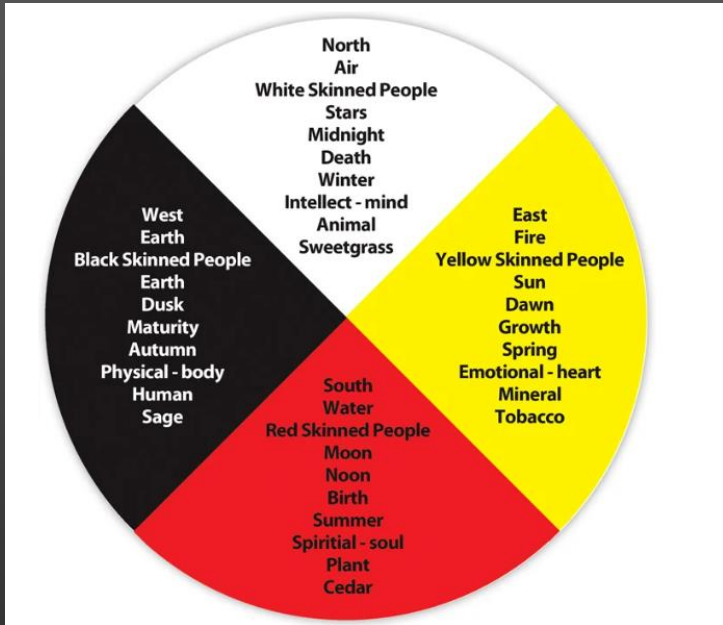 North
Air
White Skinned People
Stars
Midnight
Death
Winter
Intellect - mind
Animal
Sweetgrass
West
Earth
Black Skinned People
Earth
Dusk
Maturity
Autumn
Physical - body
Human
Sage
East
Fire
Yellow Skinned People
Sun
Dawn
Growth
Spring
Emotional - heart
Mineral
Tobacco
South
Water
Red Skinned People
Moon
Noon
Birth
Summer
Spiritial - soul
Plant
Cedar